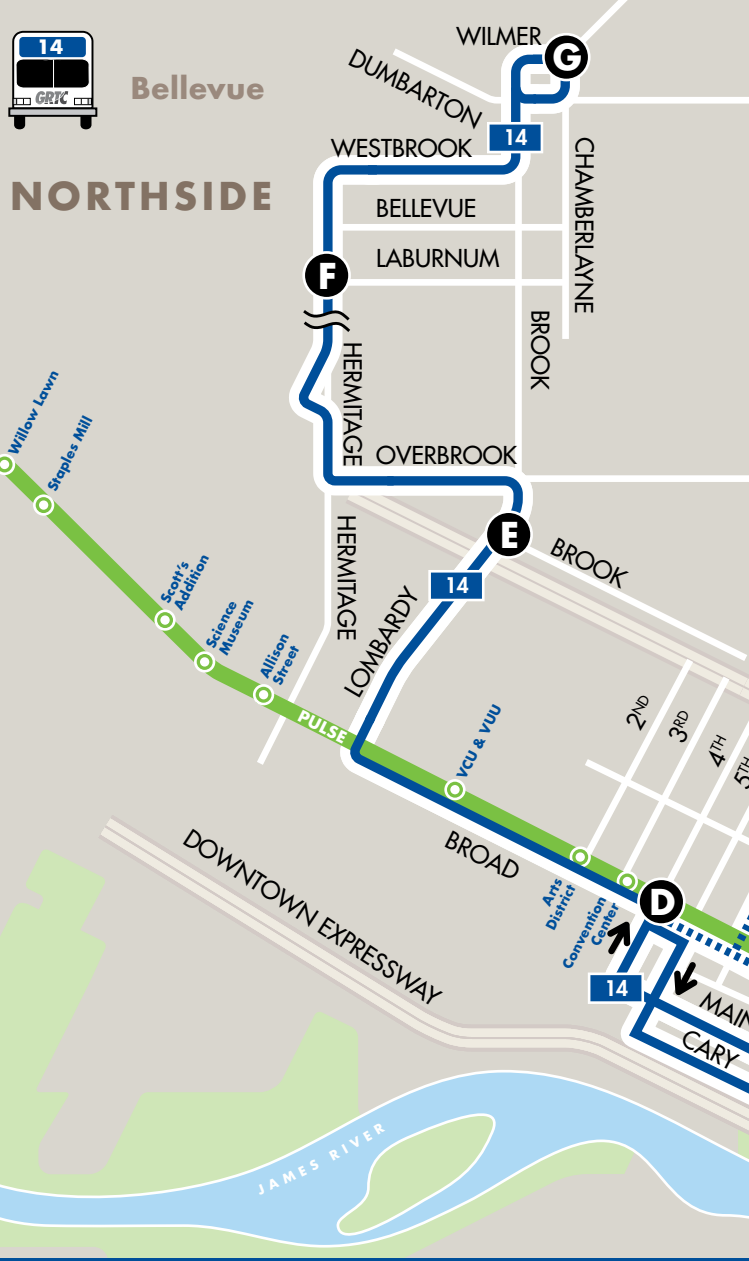 14
GRTC
Bellevue
NORTHSIDE
WILMER
G
DUMBARTON
14
WESTBROOK
CHAMBERLAYNE
BELLEVUE
LABURNUM
F
BROOK
HERMITAGE
OVERBROOK
Willow Lawn
Staples Mill
E
BROOK
HERMITAGE
14
LOMBARDY
Scott's
Addition
Science
Museum
Allison
Street
PULSE
VCU & VUU
2ND
3RD
4TH
5TH
BROAD
DOWNTOWN EXPRESSWAY
Arts
District
Convention
Center
D
14
MAIN
CARY
JAMES RIVER